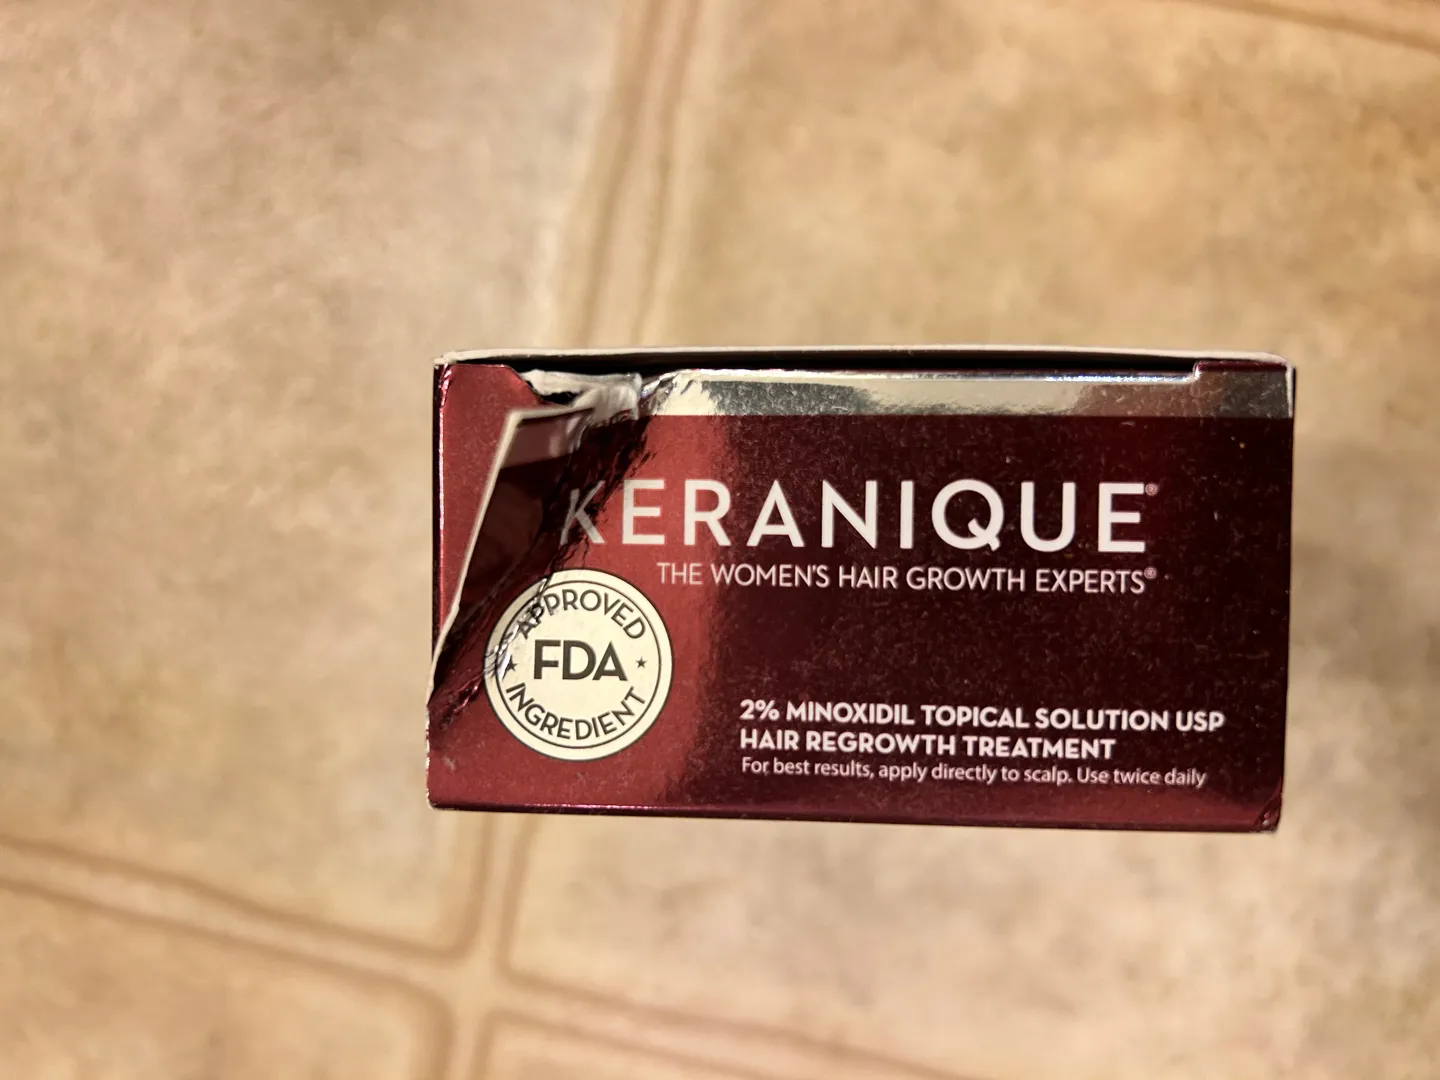 KERANIQUE®
THE WOMEN'S HAIR GROWTH EXPERTS®
APPROVED
FDA
INGREDIENT
2% MINOXIDIL TOPICAL SOLUTION USP
HAIR REGROWTH TREATMENT
For best results, apply directly to scalp. Use twice daily